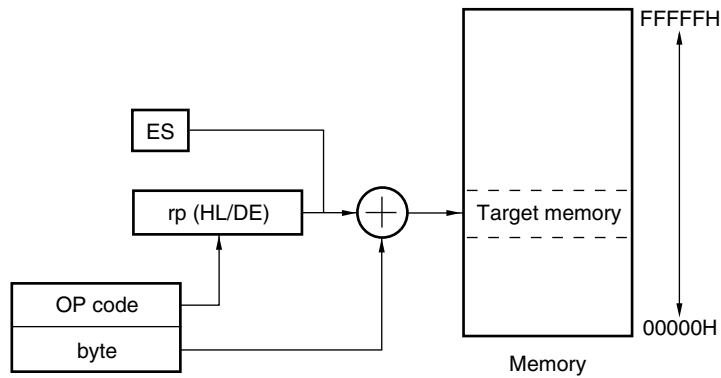 FFFFFH
ES
rp (HL/DE)
Target memory
OP code
byte
00000H
Memory